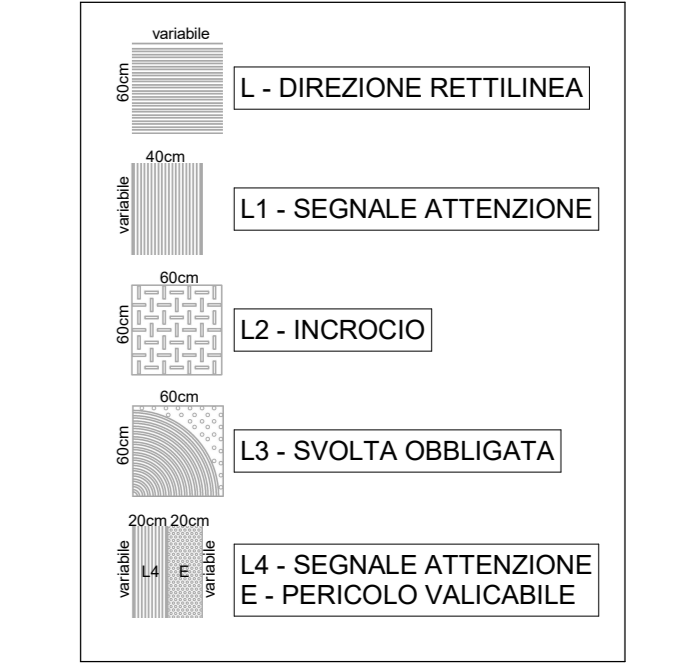 variabile
60cm
L - DIREZIONE RETTILINEA
40cm
variabile
L1 - SEGNALE ATTENZIONE
60cm
60cm
L2 - INCROCIO
60cm
60cm
L3 - SVOLTA OBBLIGATA
20cm 20cm
variabile
L4
E
variabile
L4 - SEGNALE ATTENZIONE
E - PERICOLO VALICABILE